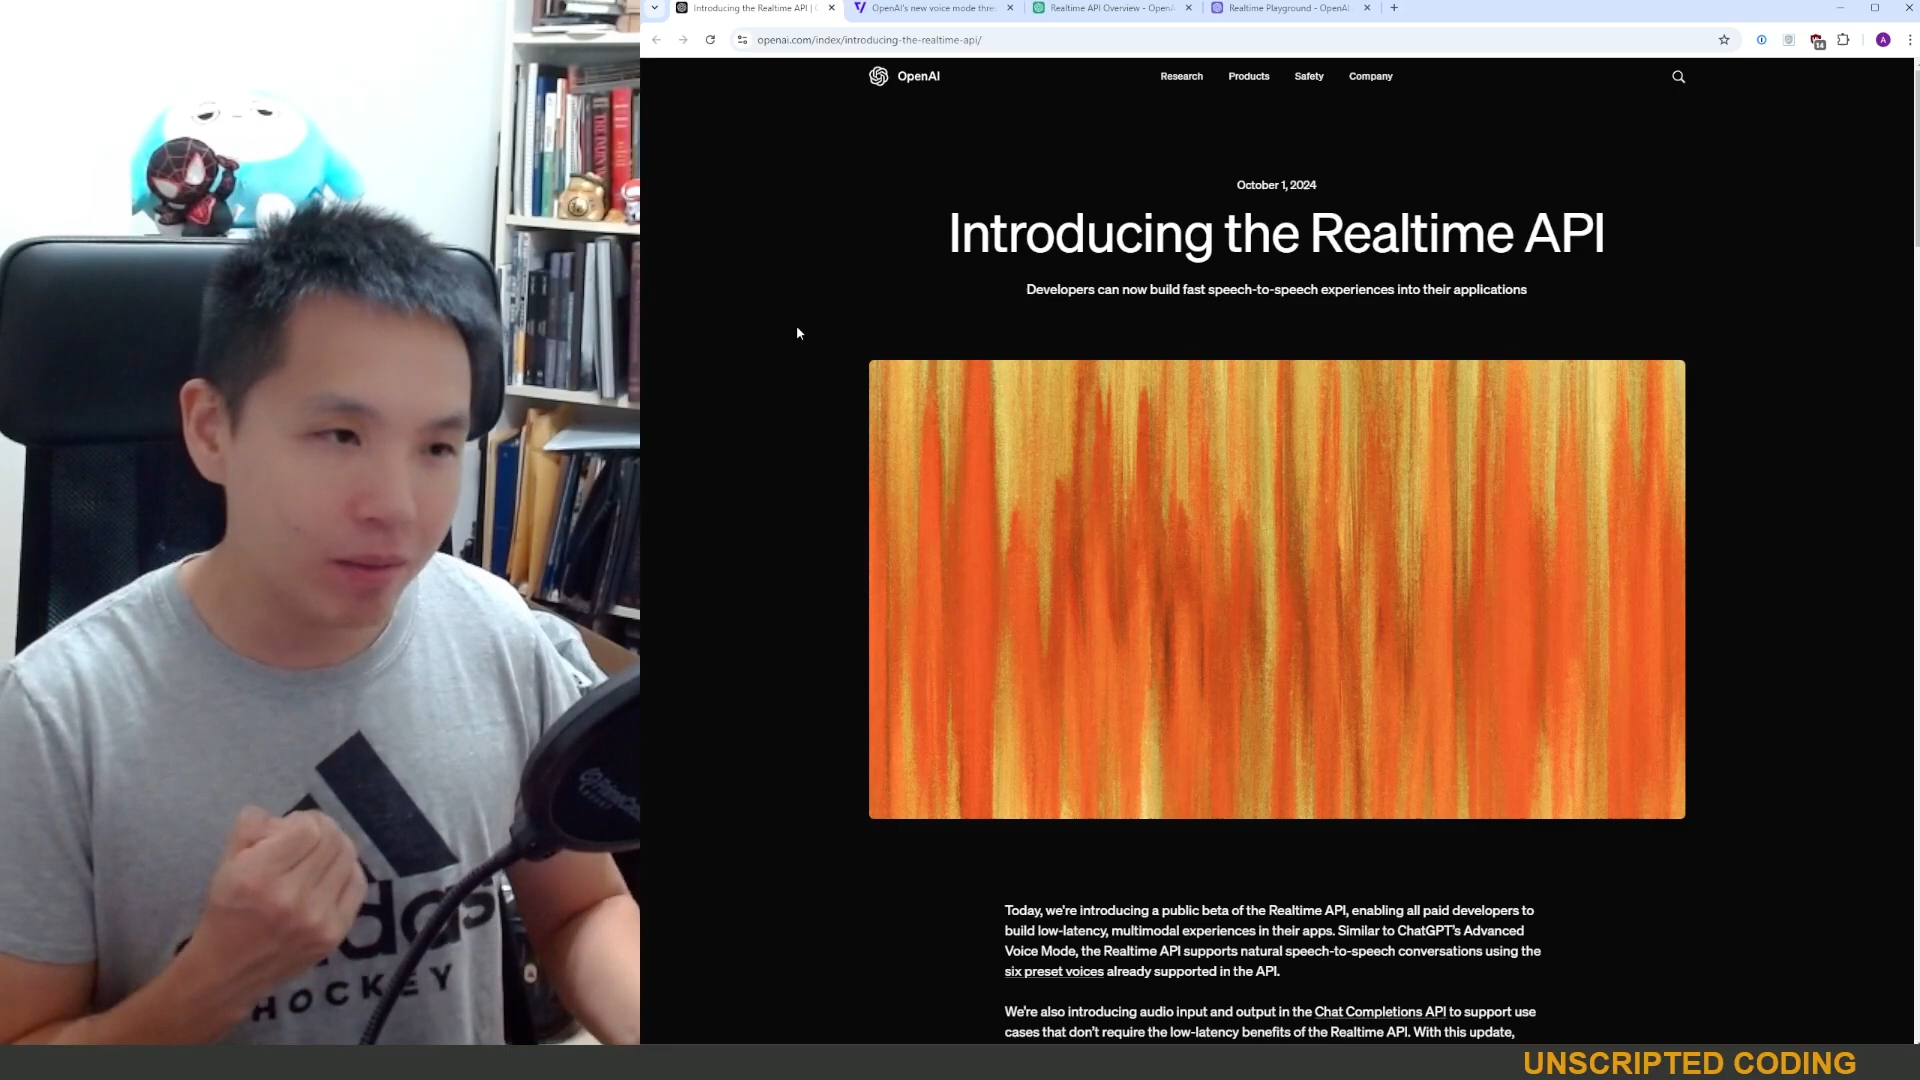 Introducing the Realtime API |
OpenAI's new voice mode thre
Realtime API Overview - OpenA
Realtime Playground - OpenAI
openai.com/index/introducing-the-realtime-api/
14
A
OpenAI
Research
Products
Safety
Company
October 1, 2024
Introducing the Realtime API
Developers can now build fast speech-to-speech experiences into their applications
Today, we're introducing a public beta of the Realtime API, enabling all paid developers to
build low-latency, multimodal experiences in their apps. Similar to ChatGPT's Advanced
Voice Mode, the Realtime API supports natural speech-to-speech conversations using the
six preset voices already supported in the API.
We're also introducing audio input and output in the Chat Completions API to support use
cases that don't require the low-latency benefits of the Realtime API. With this update,
HOCKEY
UNSCRIPTED CODING